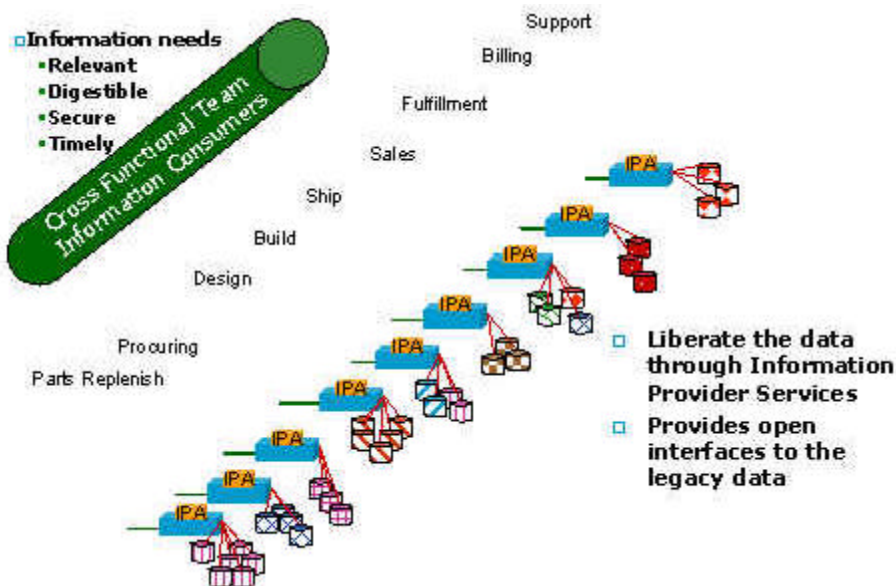 Information needs
Relevant
Digestible
Secure
Timely
Cross Functional Team
Information Consumers
Support
Billing
Fulfillment
Sales
Ship
Build
Design
Procuring
Parts Replenish
IPA
IPA
IPA
IPA
IPA
IPA
IPA
IPA
IPA
Liberate the data
through Information
Provider Services
Provides open
interfaces to the
legacy data